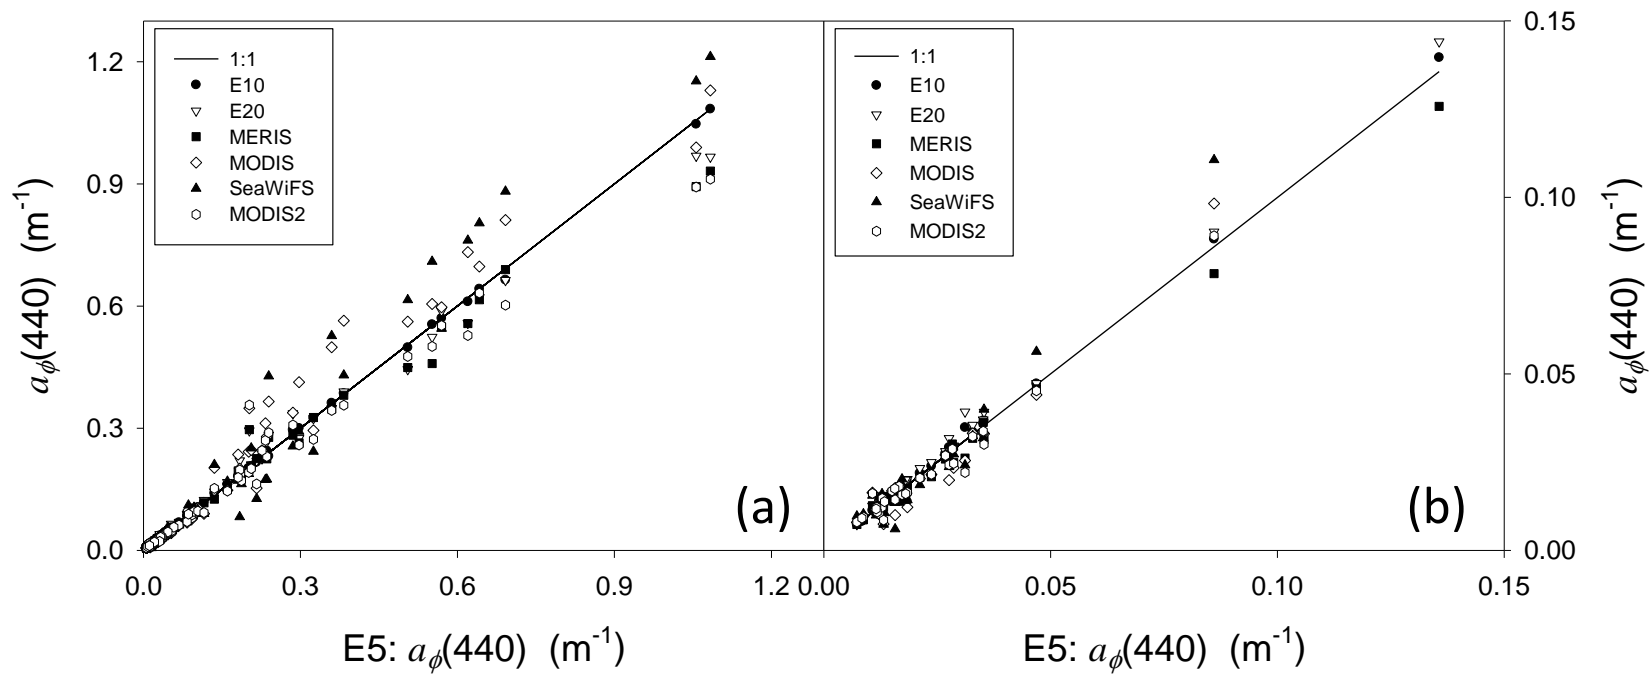 1:1
E10
E20
MERIS
MODIS
SeaWiFS
MODIS2
1.2
0.9
0.6
0.3
0.0
0.0 0.3 0.6 0.9 1.2
aϕ(440) (m⁻¹)
E5: aϕ(440) (m⁻¹)
(a)
1:1
E10
E20
MERIS
MODIS
SeaWiFS
MODIS2
0.15
0.10
0.05
0.00
0.00 0.05 0.10 0.15
aϕ(440) (m⁻¹)
E5: aϕ(440) (m⁻¹)
(b)